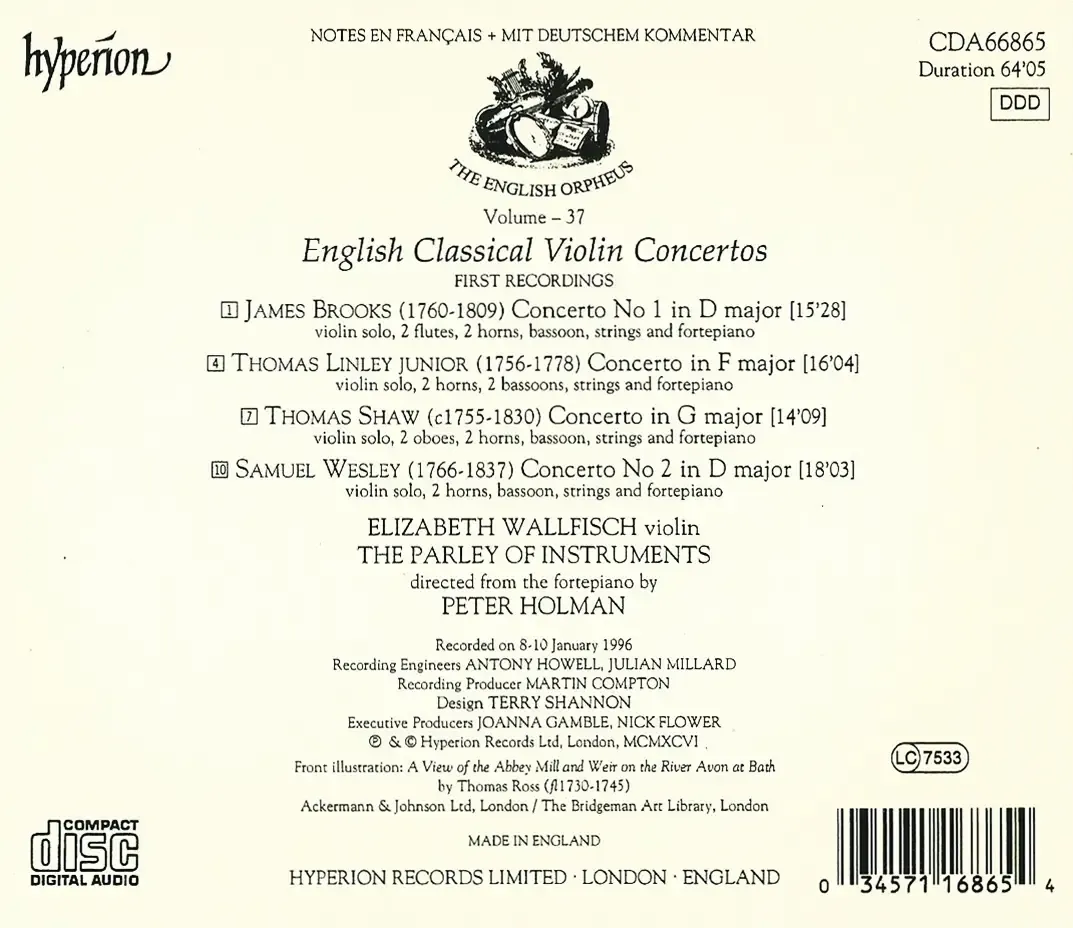 hyperion
NOTES EN FRANÇAIS + MIT DEUTSCHEM KOMMENTAR
CDA66865
Duration 64'05
DDD
THE ENGLISH ORPHEUS
Volume – 37
English Classical Violin Concertos
FIRST RECORDINGS
1 JAMES BROOKS (1760-1809) Concerto No 1 in D major [15'28]
violin solo, 2 flutes, 2 horns, bassoon, strings and fortepiano
4 THOMAS LINLEY JUNIOR (1756-1778) Concerto in F major [16'04]
violin solo, 2 horns, 2 bassoons, strings and fortepiano
7 THOMAS SHAW (c1755-1830) Concerto in G major [14'09]
violin solo, 2 oboes, 2 horns, bassoon, strings and fortepiano
10 SAMUEL WESLEY (1766-1837) Concerto No 2 in D major [18'03]
violin solo, 2 horns, bassoon, strings and fortepiano
ELIZABETH WALLFISCH violin
THE PARLEY OF INSTRUMENTS
directed from the fortepiano by
PETER HOLMAN
Recorded on 8-10 January 1996
Recording Engineers ANTONY HOWELL, JULIAN MILLARD
Recording Producer MARTIN COMPTON
Design TERRY SHANNON
Executive Producers JOANNA GAMBLE, NICK FLOWER
℗ & © Hyperion Records Ltd, London, MCMXCVI
Front illustration: A View of the Abbey Mill and Weir on the River Avon at Bath
by Thomas Ross (fl1730-1745)
Ackermann & Johnson Ltd, London / The Bridgeman Art Library, London
LC 7533
COMPACT
disc
DIGITAL AUDIO
MADE IN ENGLAND
HYPERION RECORDS LIMITED · LONDON · ENGLAND
0 34571 16865 4